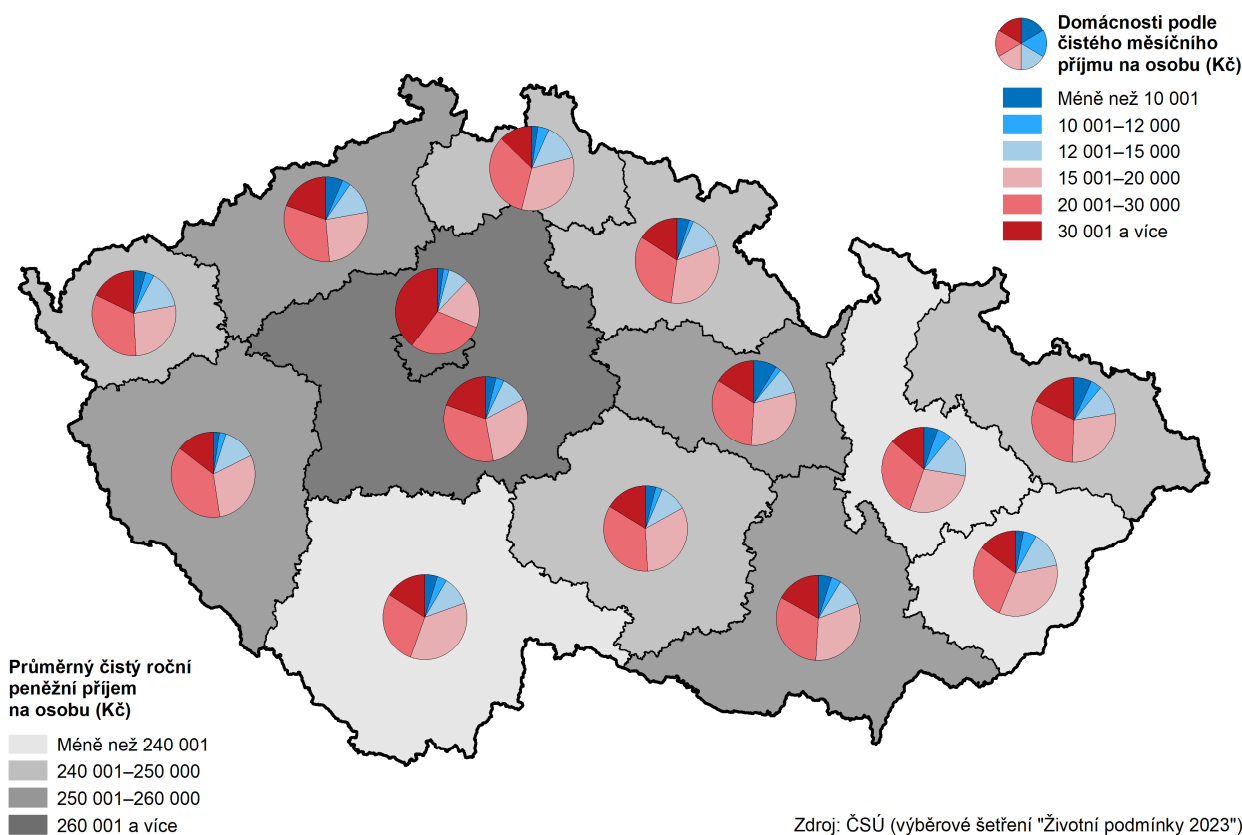 Domácnosti podle
čistého měsíčního
příjmu na osobu (Kč)
Méně než 10 001
10 001–12 000
12 001–15 000
15 001–20 000
20 001–30 000
30 001 a více
Průměrný čistý roční
peněžní příjem
na osobu (Kč)
Méně než 240 001
240 001–250 000
250 001–260 000
260 001 a více
Zdroj: ČSÚ (výběrové šetření "Životní podmínky 2023")